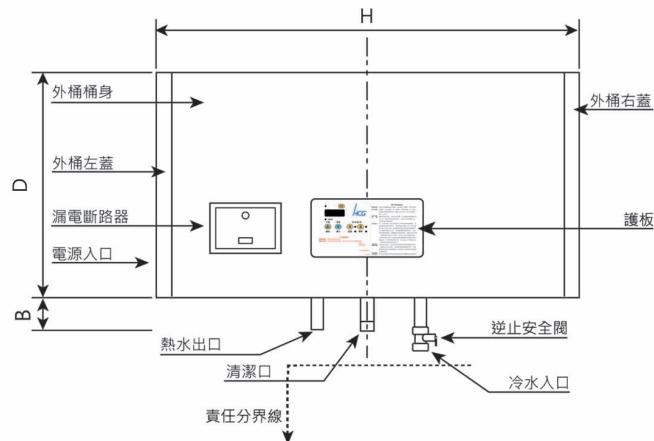 H
外桶桶身
外桶右蓋
D
外桶左蓋
漏電斷路器
HCG
護板
電源入口
B
熱水出口
逆止安全閥
清潔口
冷水入口
責任分界線